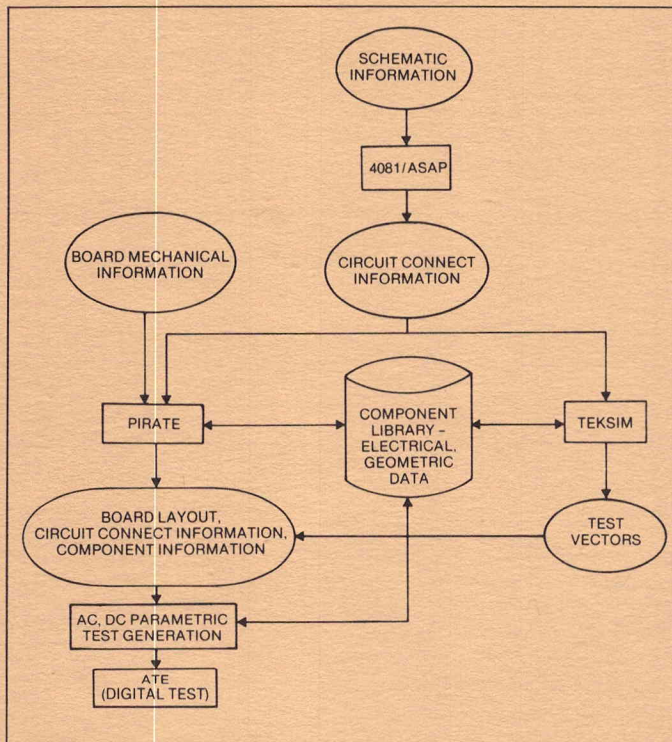 SCHEMATIC
INFORMATION
4081/ASAP
BOARD MECHANICAL
INFORMATION
CIRCUIT CONNECT
INFORMATION
PIRATE
COMPONENT
LIBRARY –
ELECTRICAL,
GEOMETRIC
DATA
TEKSIM
BOARD LAYOUT,
CIRCUIT CONNECT INFORMATION,
COMPONENT INFORMATION
TEST
VECTORS
AC, DC PARAMETRIC
TEST GENERATION
ATE
(DIGITAL TEST)